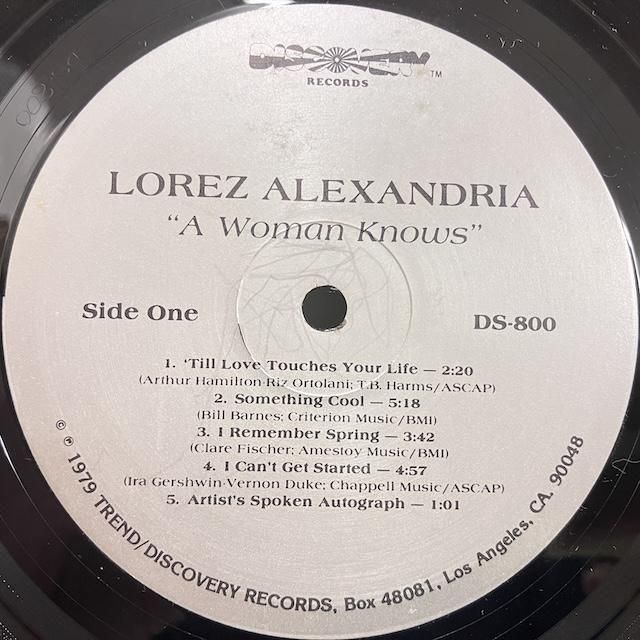 DISCOVERY TM
RECORDS
LOREZ ALEXANDRIA
“A Woman Knows”
Side One
DS-800
1. ‘Till Love Touches Your Life — 2:20
(Arthur Hamilton-Riz Ortolani; T.B. Harms/ASCAP)
2. Something Cool — 5:18
(Bill Barnes; Criterion Music/BMI)
3. I Remember Spring — 3:42
(Clare Fischer; Amestoy Music/BMI)
4. I Can't Get Started — 4:57
(Ira Gershwin-Vernon Duke; Chappell Music/ASCAP)
5. Artist's Spoken Autograph — 1:01
© ℗ 1979 TREND/DISCOVERY RECORDS, Box 48081, Los Angeles, CA. 90048